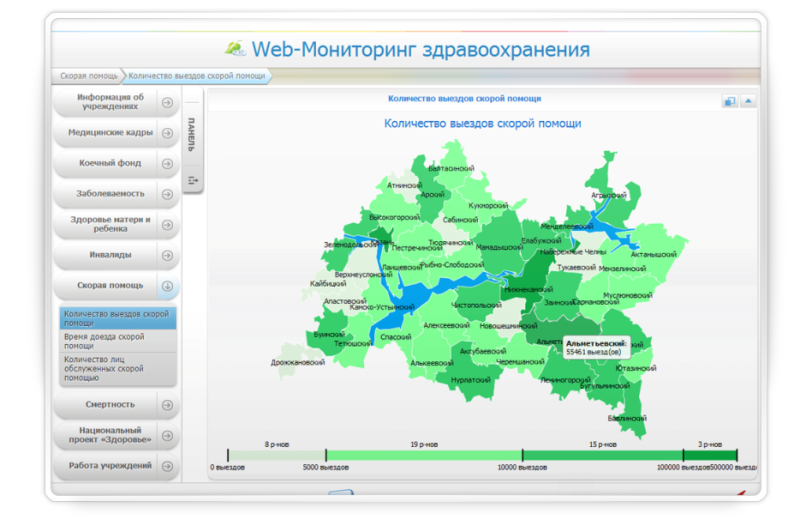 Web-Мониторинг здравоохранения
Скорая помощь
Количество выездов скорой помощи
Информация об
учреждениях
Медицинские кадры
Коечный фонд
Заболеваемость
Здоровье матери и
ребенка
Инвалиды
Скорая помощь
Количество выездов скорой
помощи
Время доезда скорой
помощи
Количество лиц
обслуженных скорой
помощью
Смертность
Национальный
проект «Здоровье»
Работа учреждений
ПАНЕЛЬ
Количество выездов скорой помощи
Количество выездов скорой помощи
Балтасинский
Атнинский
Арский
Агрызский
Кукморский
Высокогорский
Сабинский
Менделеевский
Зеленодольский
Тюлячинский
Елабужский
Пестречинский
Мамадышский
Набережные Челны
Актанышский
Лаишевский
Рыбно-Слободский
Тукаевский
Мензелинский
Верхнеуслонский
Кайбицкий
Нижнекамский
Муслюмовский
Апастовский
Камско-Устьинский
Чистопольский
Заинский
Сармановский
Алексеевский
Новошешминский
Буинский
Тетюшский
Спасский
Альметьевский:
55461 выезд(ов)
Аксубаевский
Дрожжановский
Алькеевский
Черемшанский
Ютазинский
Нурлатский
Лениногорский
Бугульминский
Бавлинский
8 р-нов
19 р-нов
15 р-нов
3 р-нов
0 выездов
5000 выездов
10000 выездов
100000 выездов
500000 выездо